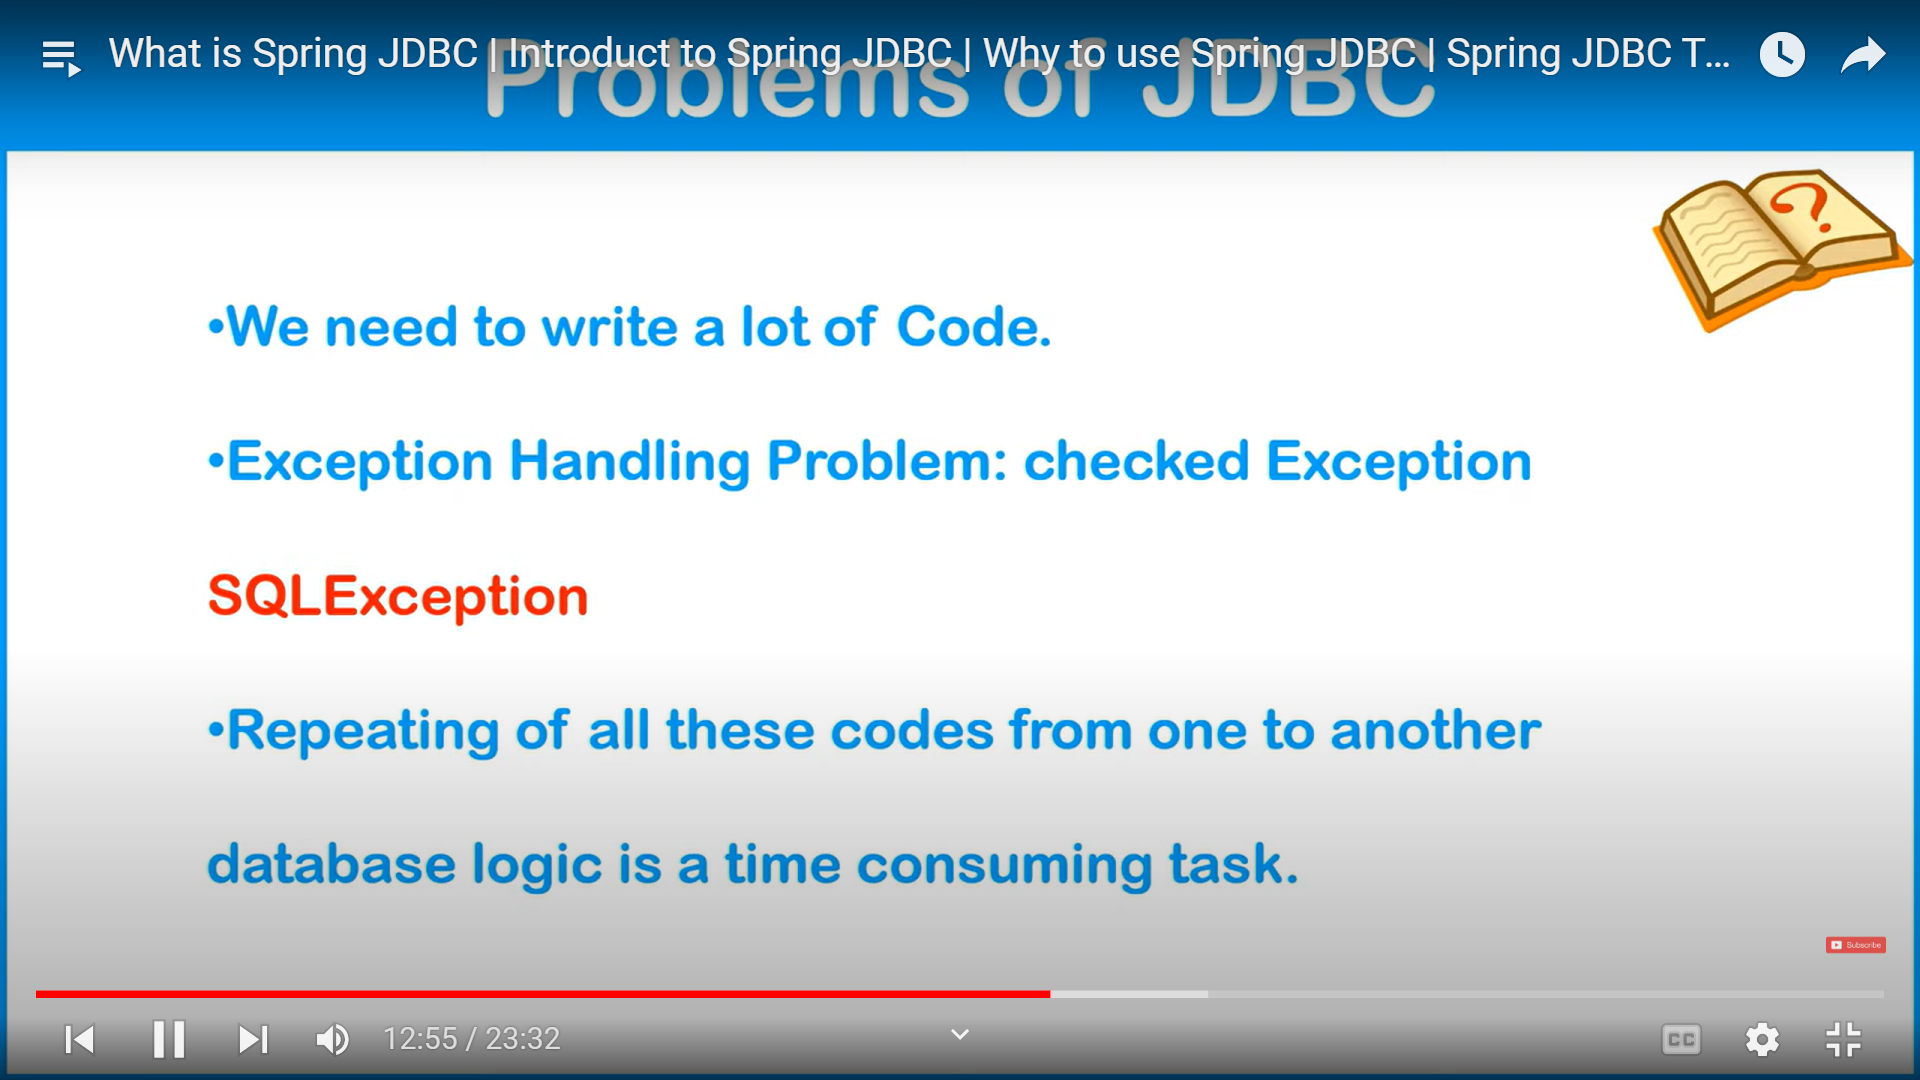 What is Spring JDBC | Introduct to Spring JDBC | Why to use Spring JDBC | Spring JDBC T...
Problems of JDBC
?
•We need to write a lot of Code.
•Exception Handling Problem: checked Exception
SQLException
•Repeating of all these codes from one to another
database logic is a time consuming task.
Subscribe
12:55 / 23:32
CC